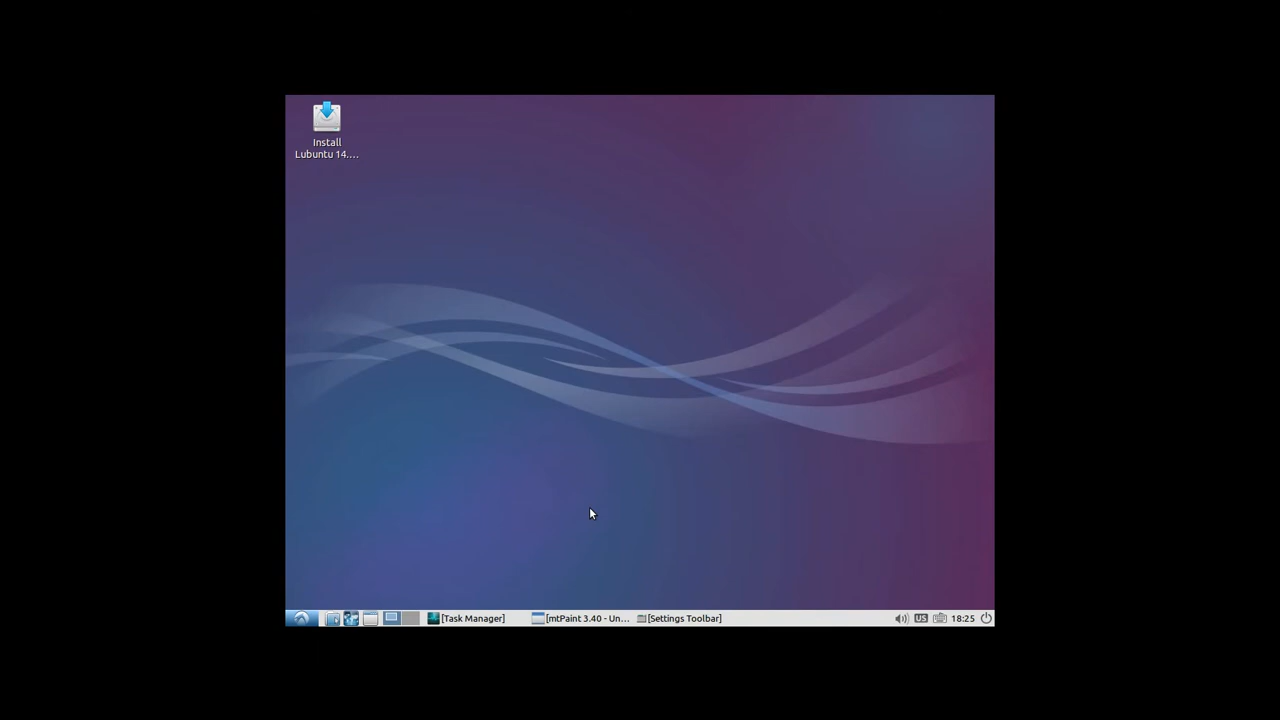 Install
Lubuntu 14....
[Task Manager]
[mtPaint 3.40 - Un...
[Settings Toolbar]
US
18:25